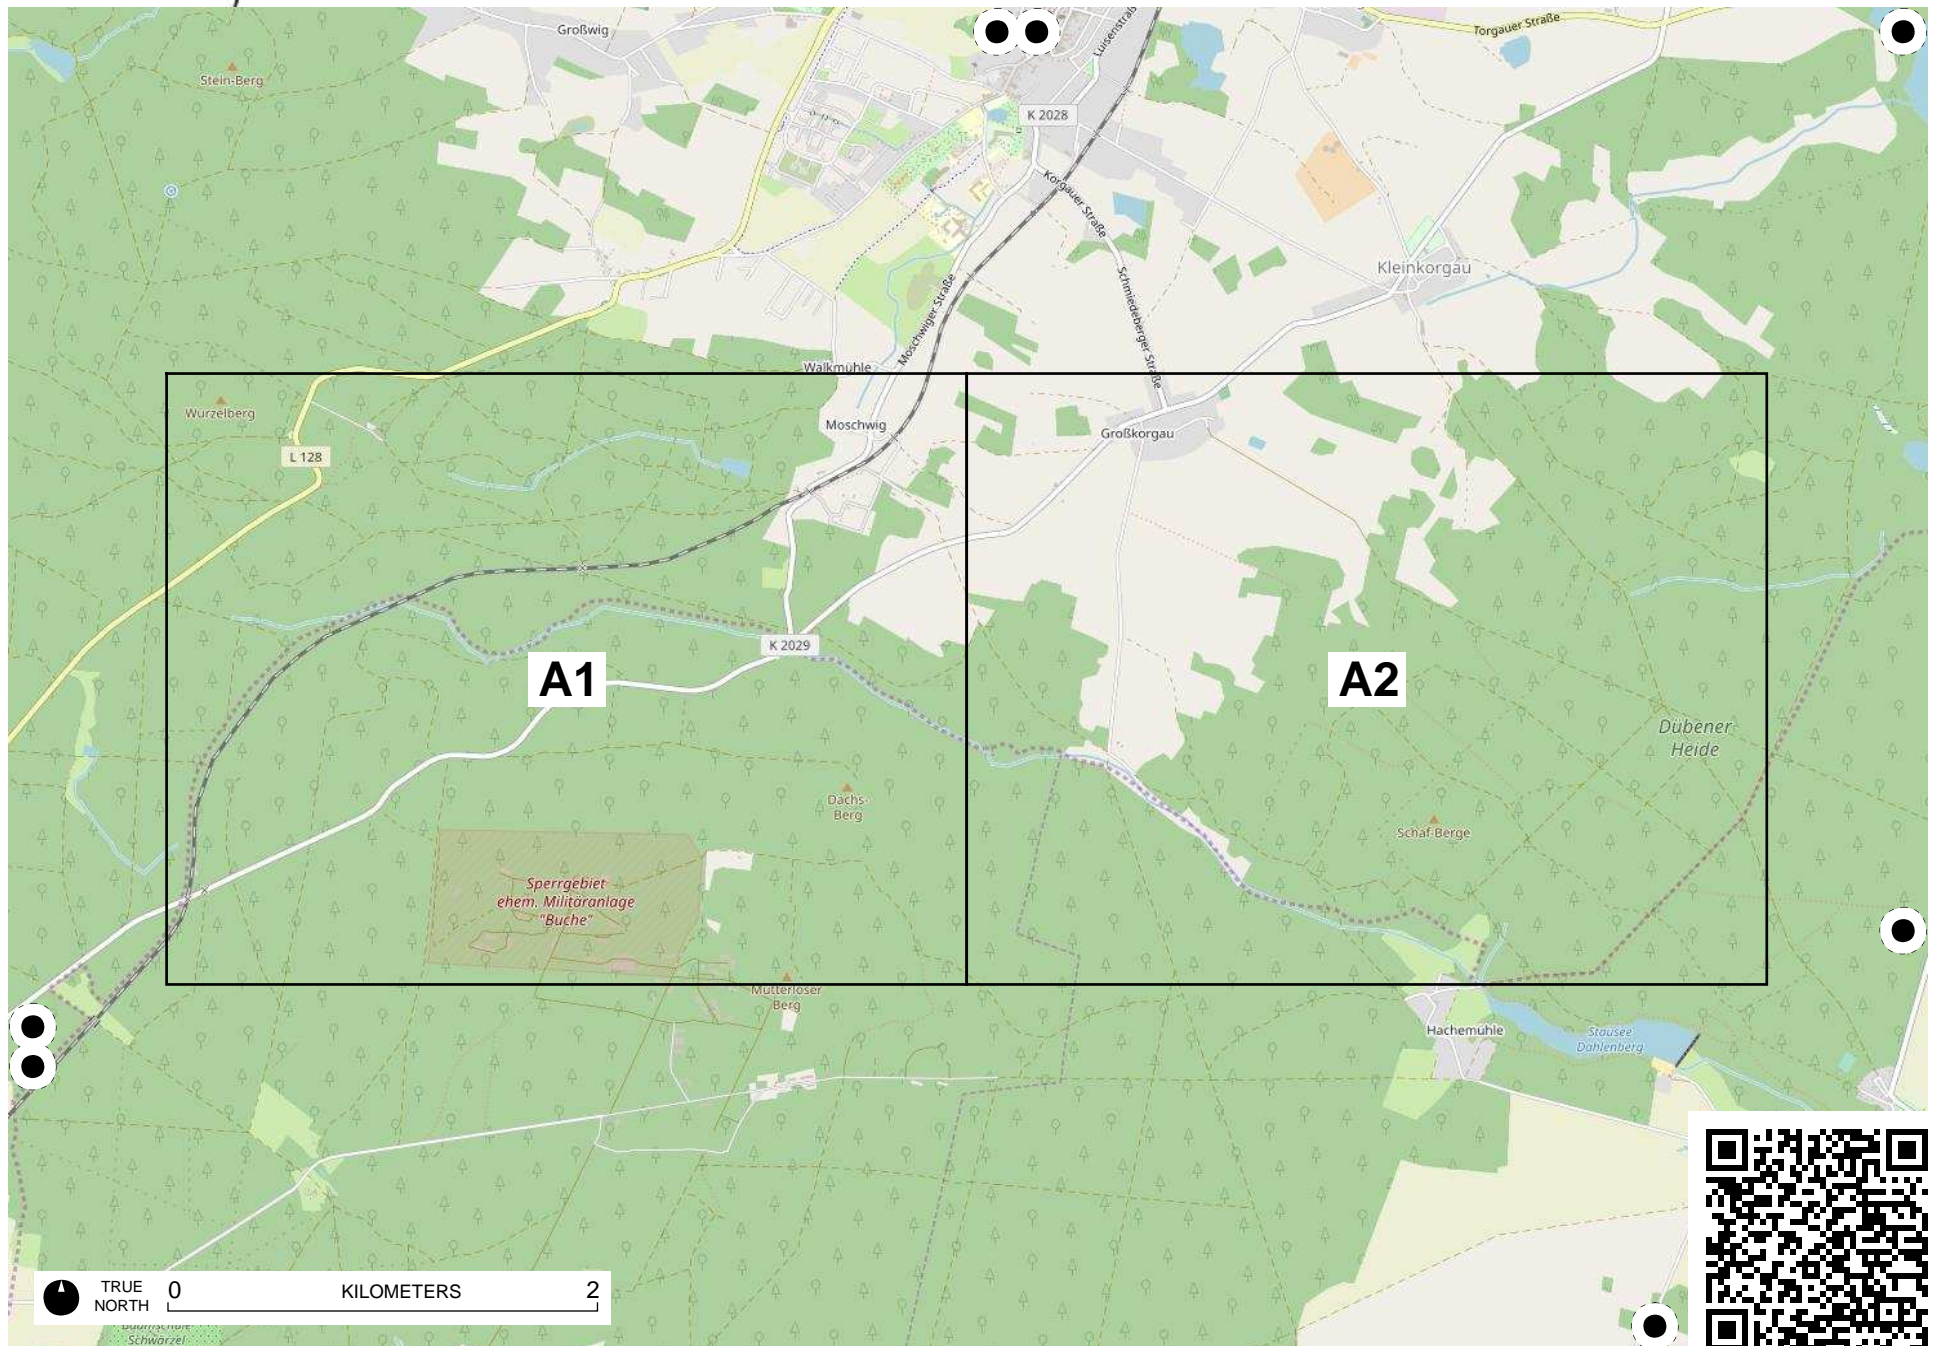 Großwig
Torgauer Straße
Luisenstraß
Stein-Berg
K 2028
Korgauer Straße
Kleinkorgau
Schmiedeberger Straße
Moschwiger Straße
Walkmühle
Wurzelberg
Moschwig
Großkorgau
L 128
K 2029
A1
A2
Dübener
Heide
Dachs-
Berg
Schaf-Berge
Sperrgebiet
ehem. Militäranlage
"Buche"
Mutterloser
Berg
Hachemühle
Stausee
Dahlenberg
TRUE
NORTH
0
KILOMETERS
2
Baumschule
Schwärzel